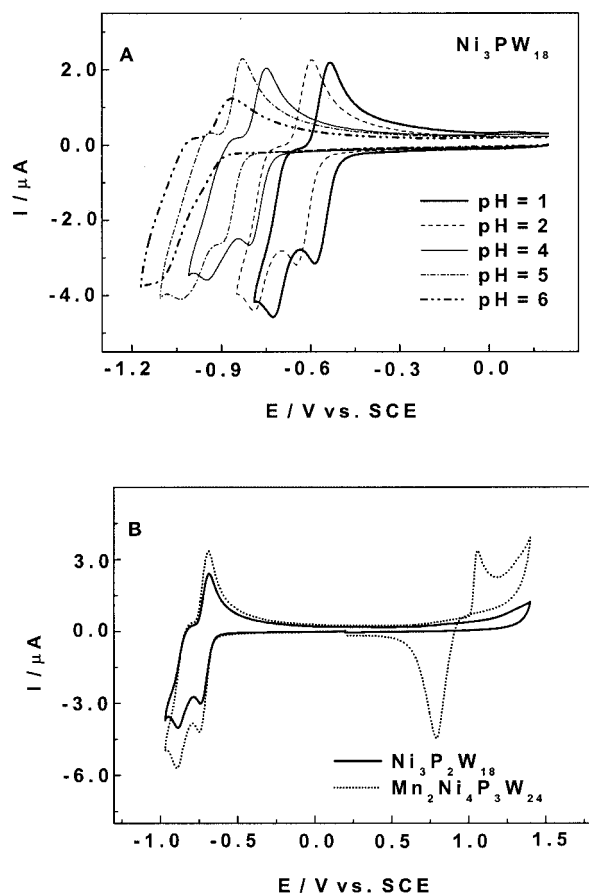 A
Ni₃PW₁₈
2.0
0.0
-2.0
-4.0
I / µA
pH = 1
pH = 2
pH = 4
pH = 5
pH = 6
-1.2 -0.9 -0.6 -0.3 0.0
E / V vs. SCE
B
3.0
0.0
-3.0
-6.0
I / µA
Ni₃P₂W₁₈
Mn₂Ni₄P₃W₂₄
-1.0 -0.5 0.0 0.5 1.0 1.5
E / V vs. SCE